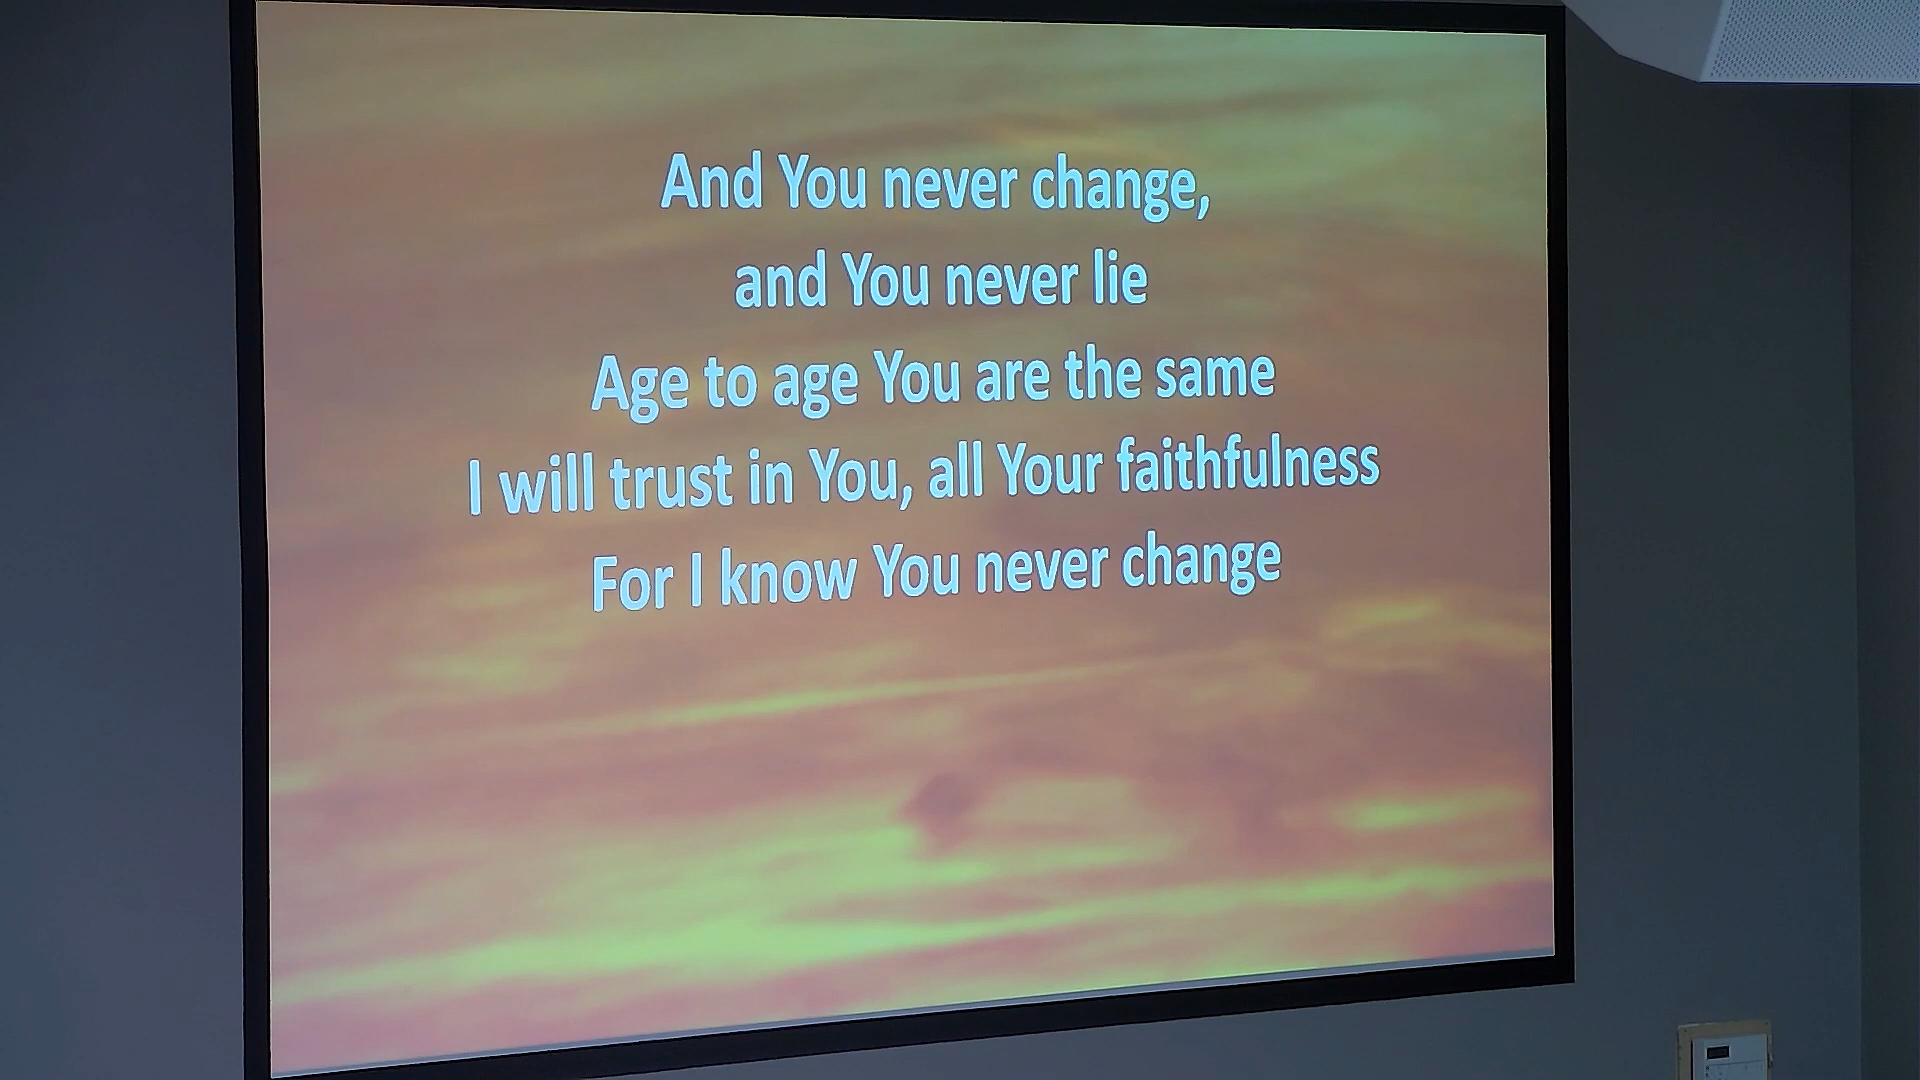 And You never change,
and You never lie
Age to age You are the same
I will trust in You, all Your faithfulness
For I know You never change